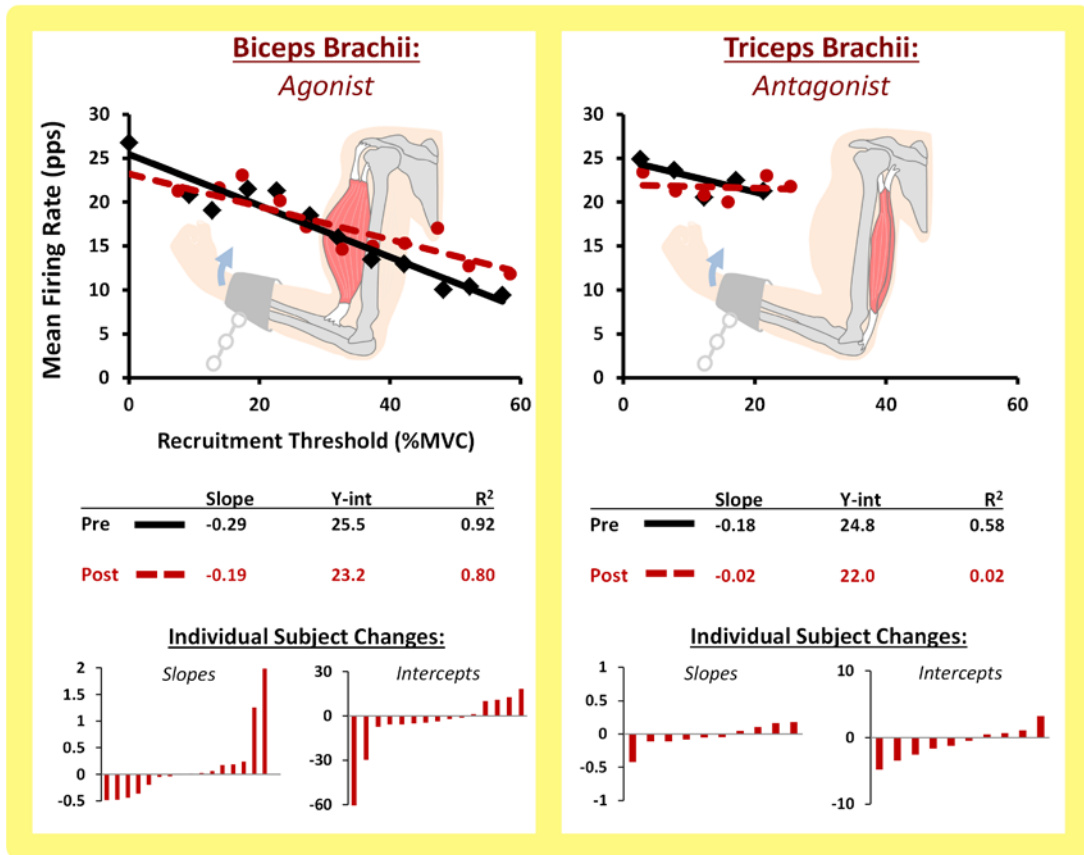 Biceps Brachii:
Agonist
30
25
20
15
10
5
0
Mean Firing Rate (pps)
0 20 40 60
Recruitment Threshold (%MVC)
Slope Y-int R²
Pre -0.29 25.5 0.92
Post -0.19 23.2 0.80
Individual Subject Changes:
Slopes
2
1.5
1
0.5
0
-0.5
Intercepts
30
0
-30
-60
Triceps Brachii:
Antagonist
30
25
20
15
10
5
0
0 20 40 60
Slope Y-int R²
Pre -0.18 24.8 0.58
Post -0.02 22.0 0.02
Individual Subject Changes:
Slopes
1
0.5
0
-0.5
-1
Intercepts
10
0
-10